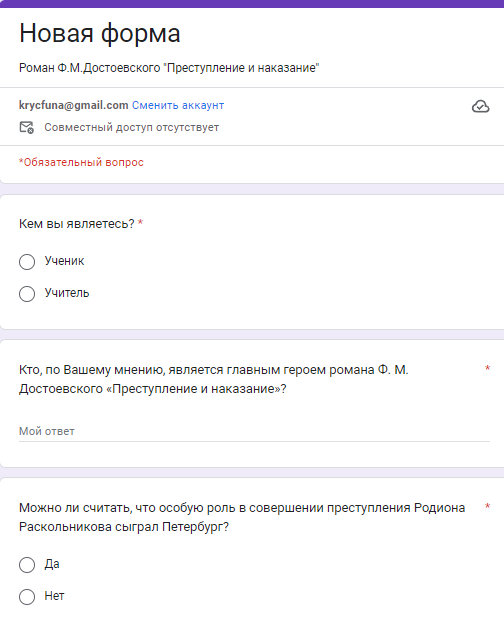 Новая форма
Роман Ф.М.Достоевского "Преступление и наказание"
krycfuna@gmail.com Сменить аккаунт
Совместный доступ отсутствует
*Обязательный вопрос
Кем вы являетесь? *
Ученик
Учитель
Кто, по Вашему мнению, является главным героем романа Ф. М. *
Достоевского «Преступление и наказание»?
Мой ответ
Можно ли считать, что особую роль в совершении преступления Родиона *
Раскольникова сыграл Петербург?
Да
Нет